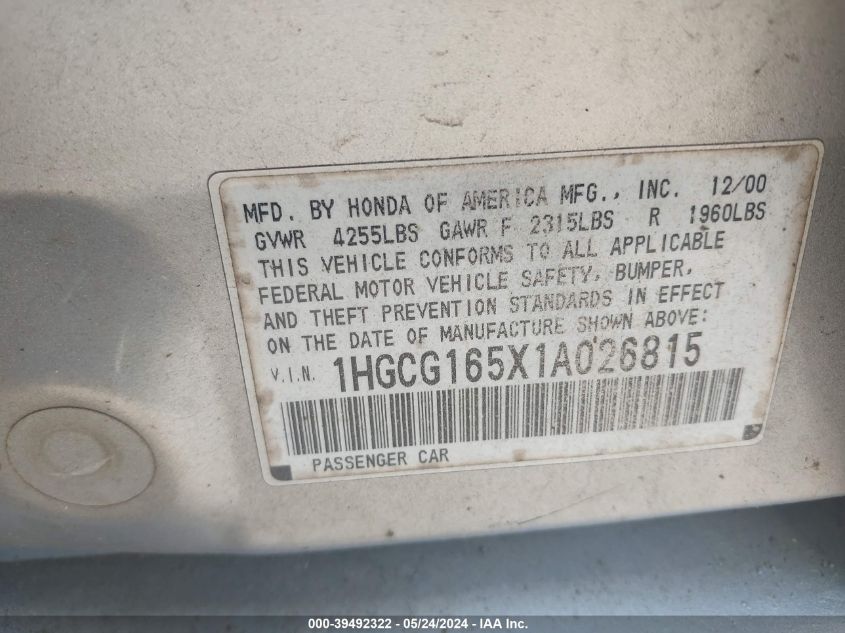 MFD. BY HONDA OF AMERICA MFG., INC. 12/00
GVWR 4255LBS GAWR F 2315LBS R 1960LBS
THIS VEHICLE CONFORMS TO ALL APPLICABLE
FEDERAL MOTOR VEHICLE SAFETY, BUMPER,
AND THEFT PREVENTION STANDARDS IN EFFECT
ON THE DATE OF MANUFACTURE SHOWN ABOVE:
V.I.N. 1HGCG165X1A026815
PASSENGER CAR
000-39492322 - 05/24/2024 - IAA Inc.